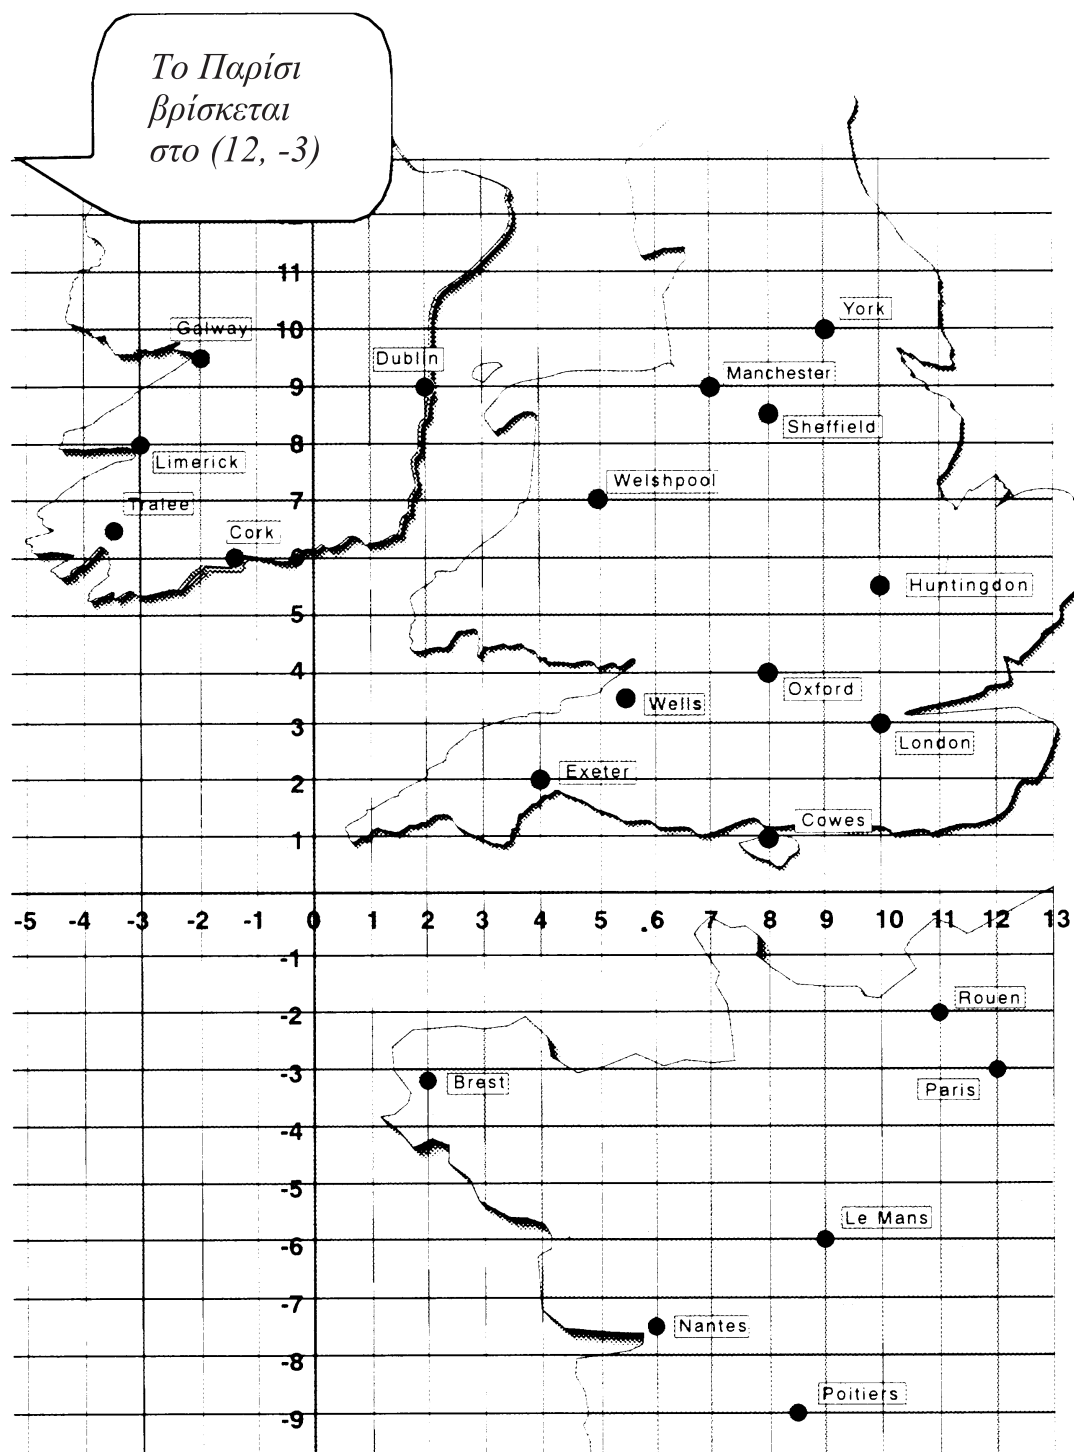 Το Παρίσι
βρίσκεται
στο (12, -3)
11
York
Galway
10
Dublin
Manchester
9
Sheffield
8
Limerick
Welshpool
7
Tralee
Cork
6
Huntingdon
5
4
Oxford
Wells
3
London
Exeter
2
Cowes
1
-5 -4 -3 -2 -1 0 1 2 3 4 5 6 7 8 9 10 11 12 13
-1
Rouen
-2
-3
Brest
Paris
-4
-5
Le Mans
-6
-7
Nantes
-8
Poitiers
-9